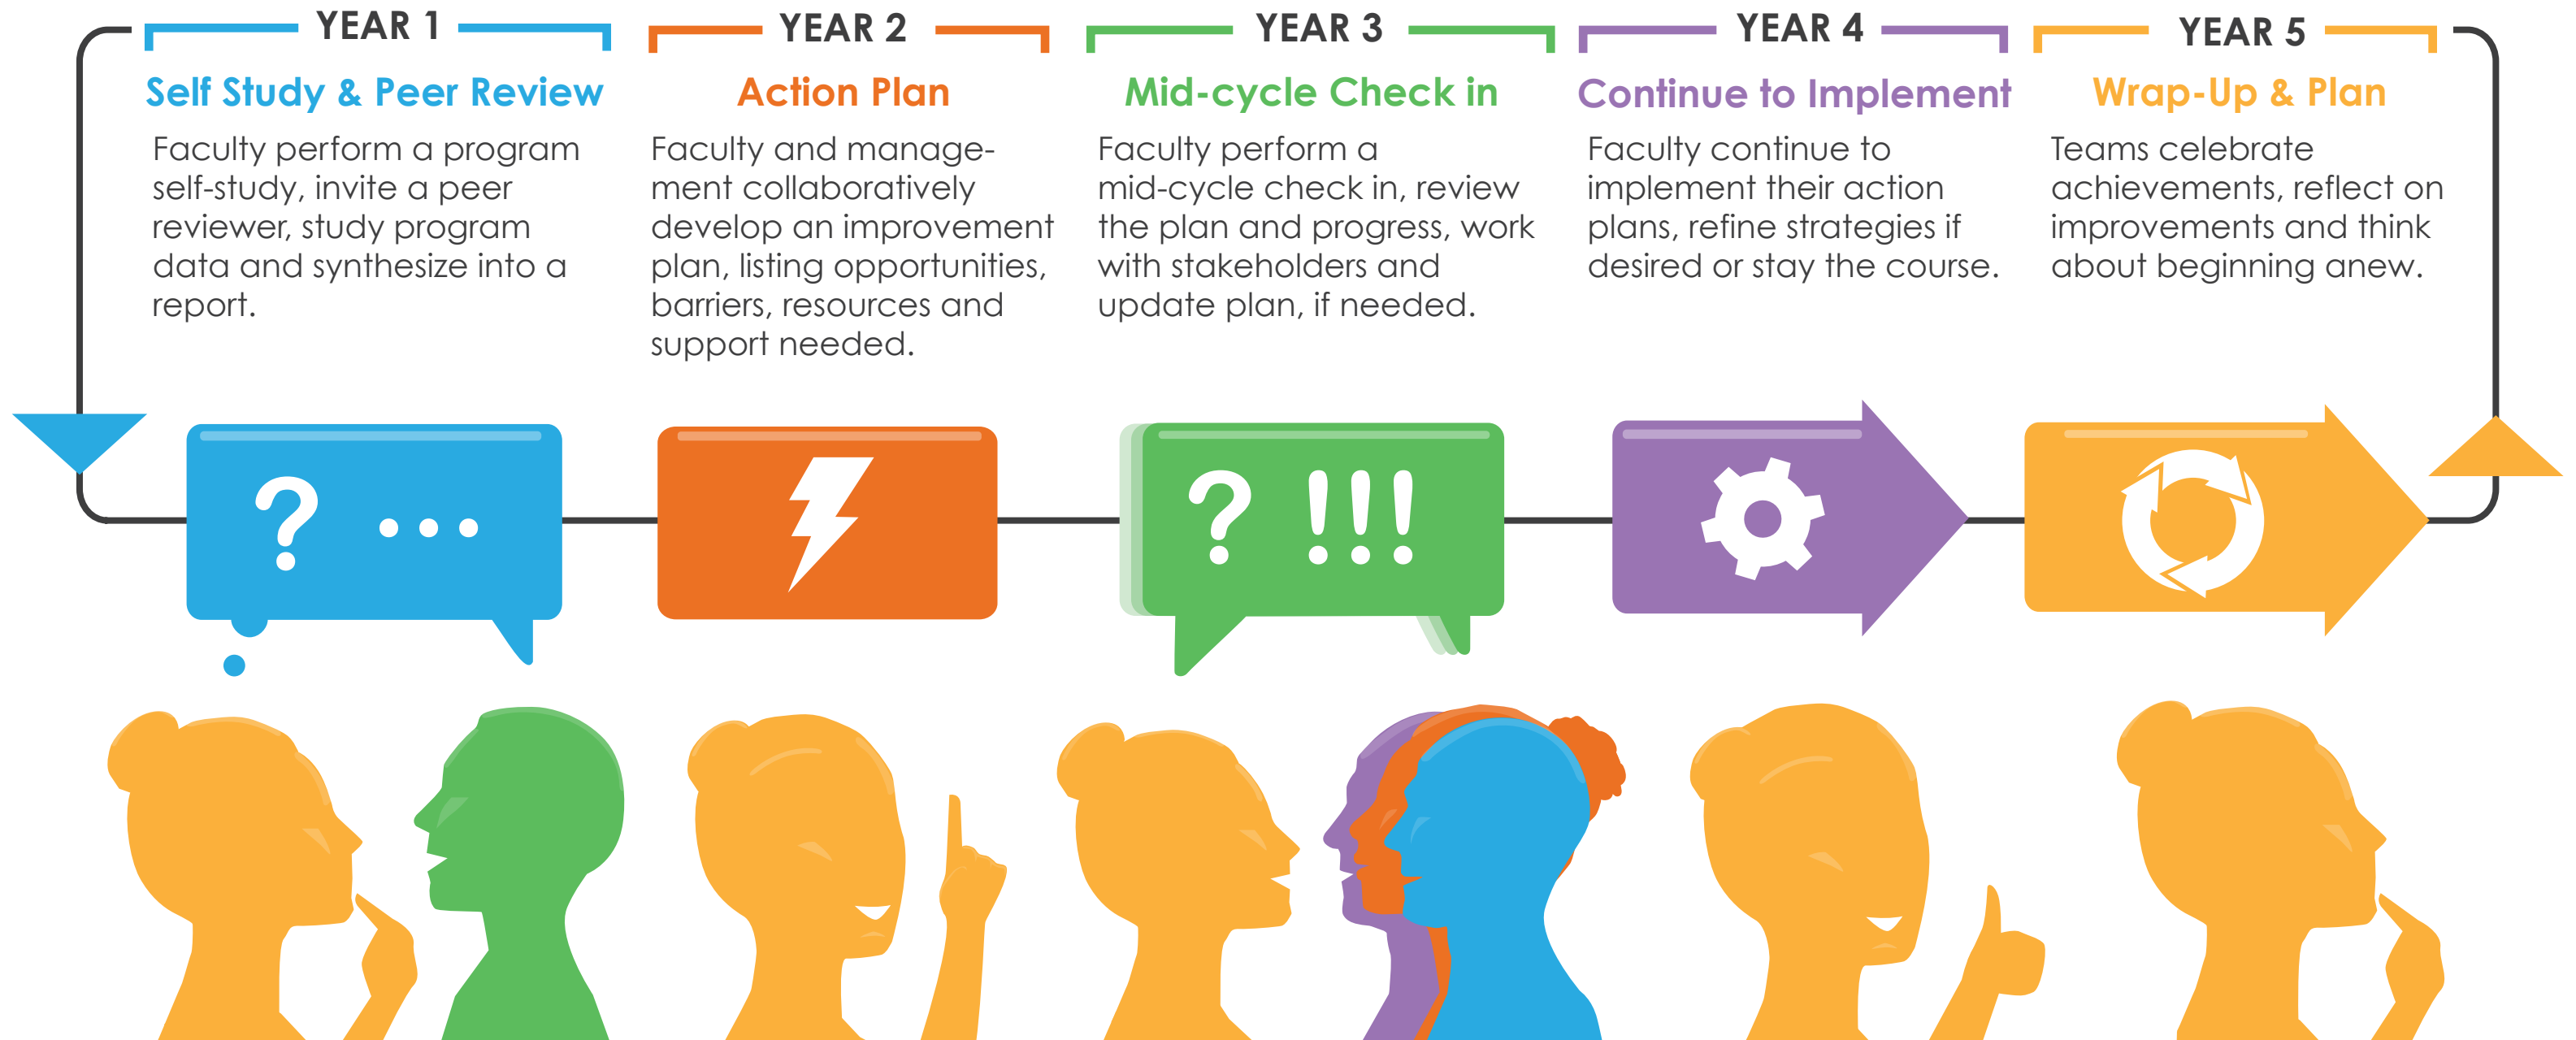 YEAR 1
Self Study & Peer Review
Faculty perform a program
self-study, invite a peer
reviewer, study program
data and synthesize into a
report.
? ...
YEAR 2
Action Plan
Faculty and manage-
ment collaboratively
develop an improvement
plan, listing opportunities,
barriers, resources and
support needed.
YEAR 3
Mid-cycle Check in
Faculty perform a
mid-cycle check in, review
the plan and progress, work
with stakeholders and
update plan, if needed.
? !!!
YEAR 4
Continue to Implement
Faculty continue to
implement their action
plans, refine strategies if
desired or stay the course.
YEAR 5
Wrap-Up & Plan
Teams celebrate
achievements, reflect on
improvements and think
about beginning anew.